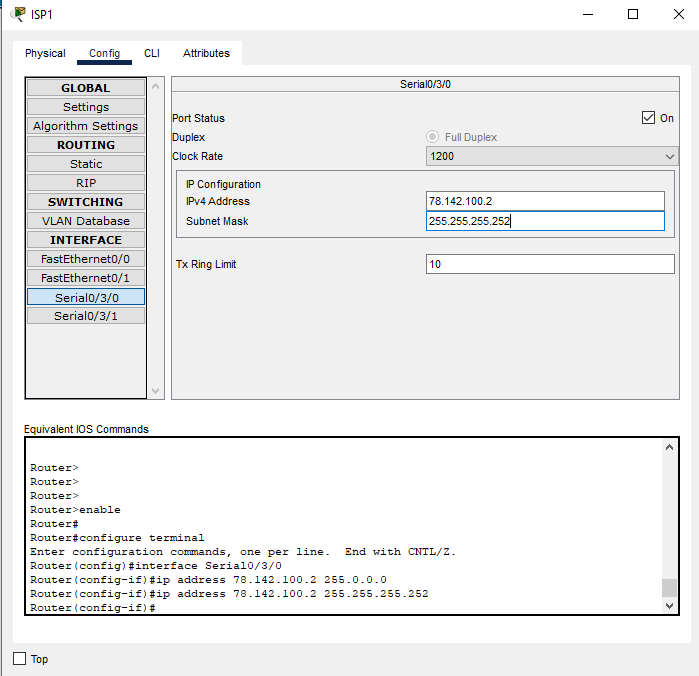 ISP1
Physical Config CLI Attributes
GLOBAL
Settings
Algorithm Settings
ROUTING
Static
RIP
SWITCHING
VLAN Database
INTERFACE
FastEthernet0/0
FastEthernet0/1
Serial0/3/0
Serial0/3/1
Serial0/3/0
Port Status On
Duplex Full Duplex
Clock Rate 1200
IP Configuration
IPv4 Address 78.142.100.2
Subnet Mask 255.255.255.252
Tx Ring Limit 10
Equivalent IOS Commands
Router>
Router>
Router>
Router>enable
Router#
Router#configure terminal
Enter configuration commands, one per line. End with CNTL/Z.
Router(config)#interface Serial0/3/0
Router(config-if)#ip address 78.142.100.2 255.0.0.0
Router(config-if)#ip address 78.142.100.2 255.255.255.252
Router(config-if)#
Top